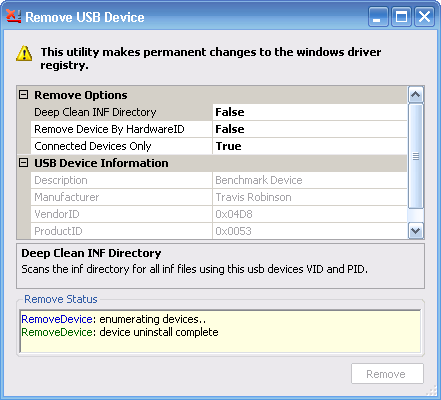 Remove USB Device
This utility makes permanent changes to the windows driver
registry.
Remove Options
Deep Clean INF Directory False
Remove Device By HardwareID False
Connected Devices Only True
USB Device Information
Description Benchmark Device
Manufacturer Travis Robinson
VendorID 0x04D8
ProductID 0x0053
Deep Clean INF Directory
Scans the inf directory for all inf files using this usb devices VID and PID.
Remove Status
RemoveDevice: enumerating devices..
RemoveDevice: device uninstall complete
Remove